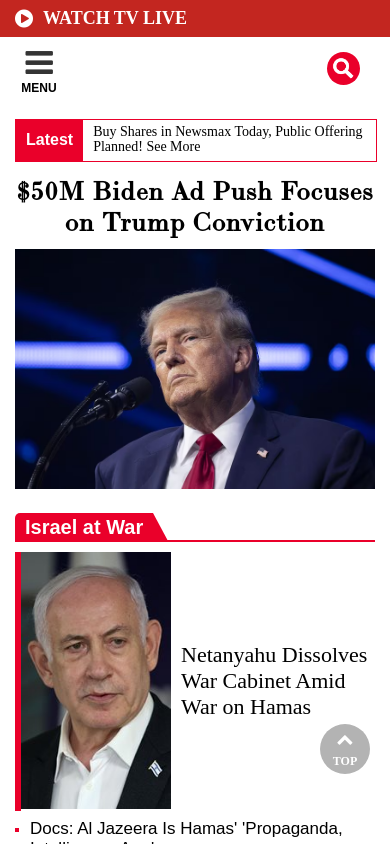 WATCH TV LIVE
MENU
Latest
Buy Shares in Newsmax Today, Public Offering
Planned! See More
$50M Biden Ad Push Focuses
on Trump Conviction
Israel at War
Netanyahu Dissolves
War Cabinet Amid
War on Hamas
TOP
Docs: Al Jazeera Is Hamas' 'Propaganda,